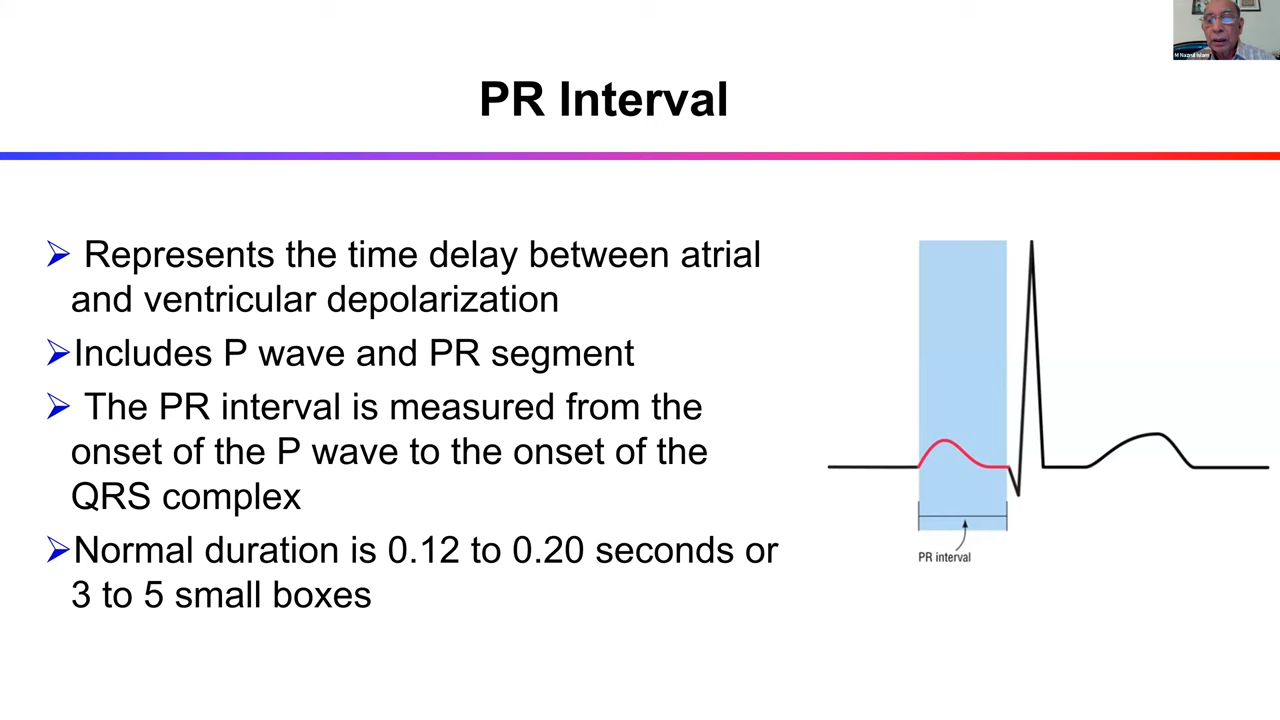 M Nazrul Islam
PR Interval
➢ Represents the time delay between atrial
and ventricular depolarization
➢Includes P wave and PR segment
➢ The PR interval is measured from the
onset of the P wave to the onset of the
QRS complex
➢Normal duration is 0.12 to 0.20 seconds or
3 to 5 small boxes
PR interval